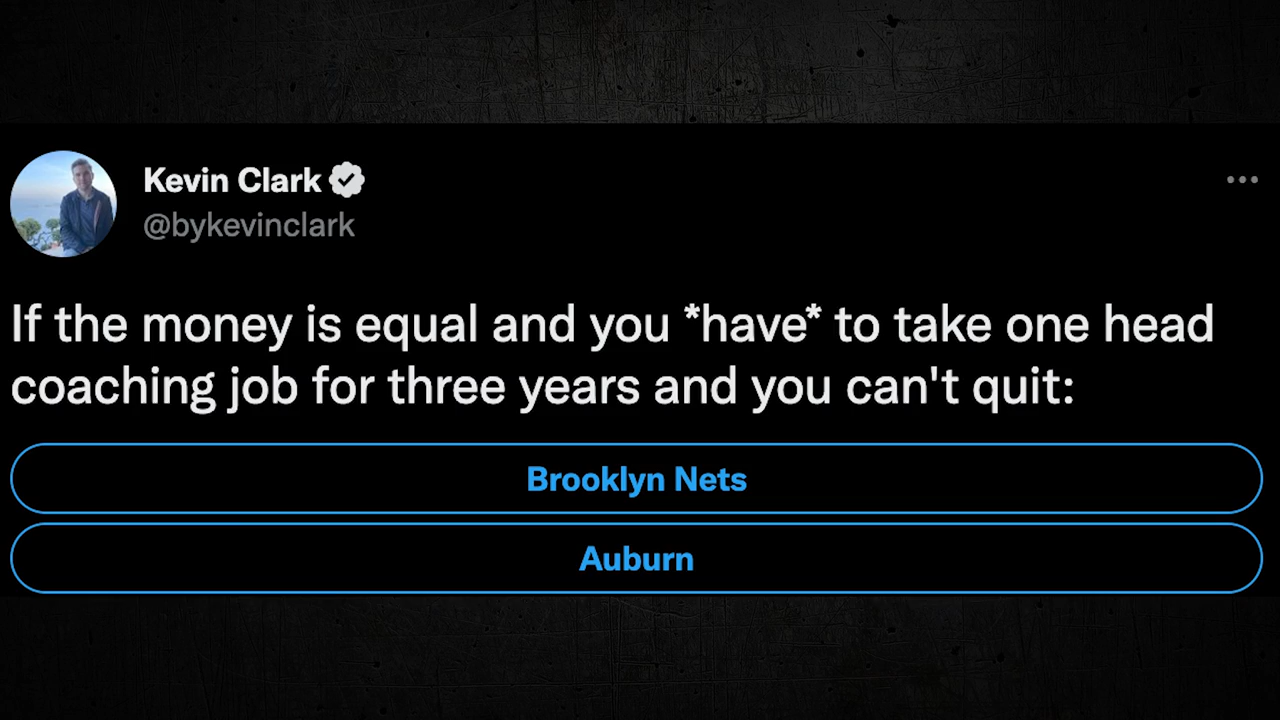 Kevin Clark
@bykevinclark
If the money is equal and you *have* to take one head
coaching job for three years and you can't quit:
Brooklyn Nets
Auburn